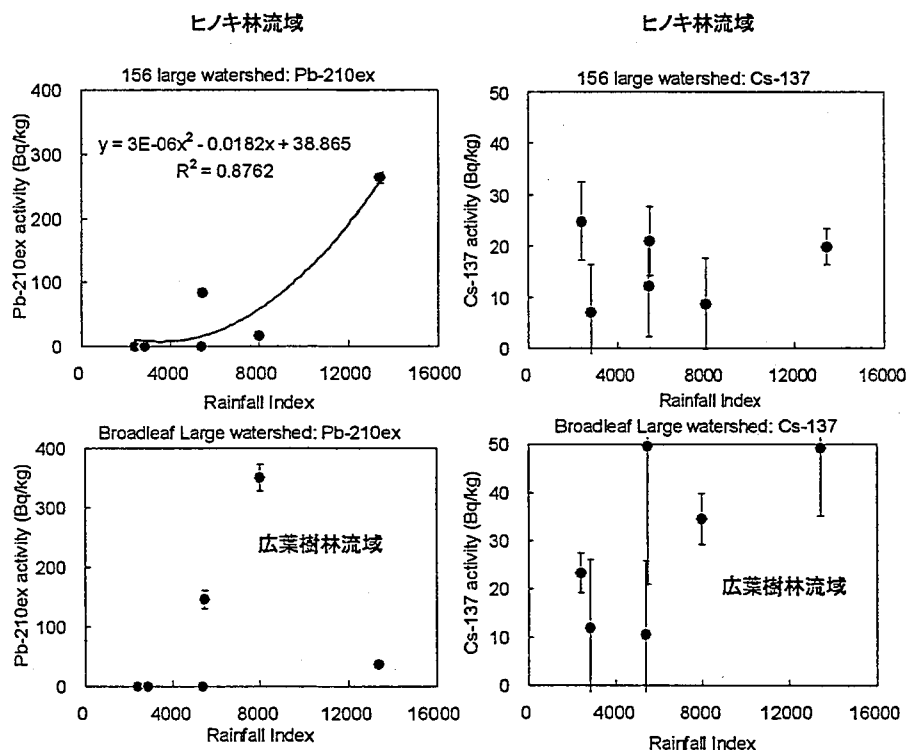 ヒノキ林流域
ヒノキ林流域
156 large watershed: Pb-210ex
400
300
200
100
0
Pb-210ex activity (Bq/kg)
y = 3E-06x² - 0.0182x + 38.865
R² = 0.8762
0 4000 8000 12000 16000
Rainfall Index
156 large watershed: Cs-137
50
40
30
20
10
0
Cs-137 activity (Bq/kg)
0 4000 8000 12000 16000
Rainfall Index
Broadleaf Large watershed: Pb-210ex
400
300
200
100
0
Pb-210ex activity (Bq/kg)
広葉樹林流域
0 4000 8000 12000 16000
Rainfall Index
Broadleaf Large watershed: Cs-137
50
40
30
20
10
0
Cs-137 activity (Bq/kg)
広葉樹林流域
0 4000 8000 12000 16000
Rainfall Index